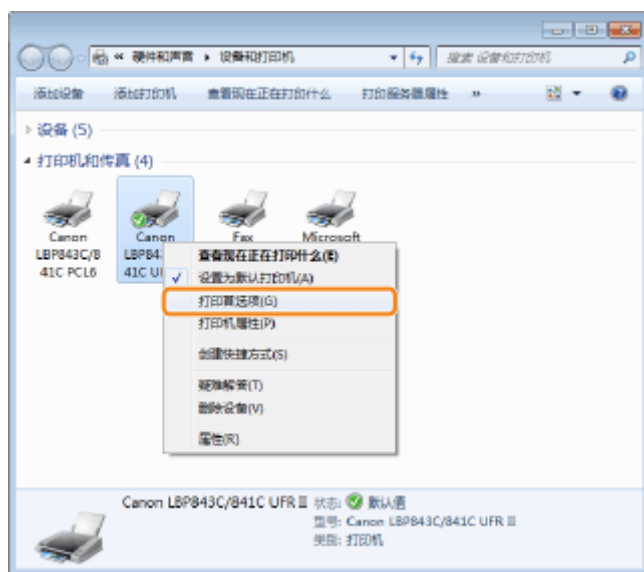 « 硬件和声音 ▸ 设备和打印机
搜索 设备和打印机
添加设备 添加打印机 查看现在正在打印什么 打印服务器属性 »
设备 (5)
打印机和传真 (4)
Canon LBP843C/841C PCL6
Canon
LBP84
41C U
Fax
Microsoft
查看现在正在打印什么(E)
设置为默认打印机(A)
打印首选项(G)
打印机属性(P)
创建快捷方式(S)
疑难解答(T)
删除设备(V)
属性(R)
Canon LBP843C/841C UFR II 状态: 默认值
型号: Canon LBP843C/841C UFR II
类别: 打印机